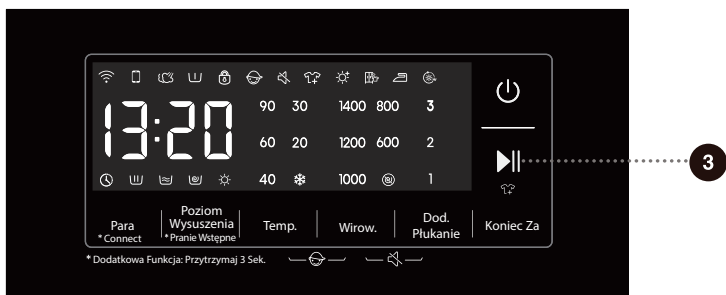 90 30 1400 800 3
13:20
60 20 1200 600 2
3
40 1000 1
Para
* Connect
Poziom
Wysuszenia
* Pranie Wstępne
Temp.
Wirow.
Dod.
Płukanie
Koniec Za
* Dodatkowa Funkcja: Przytrzymaj 3 Sek.